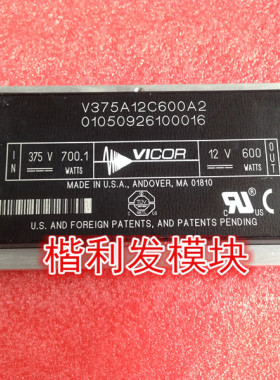 V375A12C600A2
01050926100016
IN 375 V 700.1 WATTS VICOR 12 V 600 WATTS OUT
MADE IN U.S.A., ANDOVER, MA 01810
U.S. AND FOREIGN PATENTS, AND PATENTS PENDING
楷利发模块